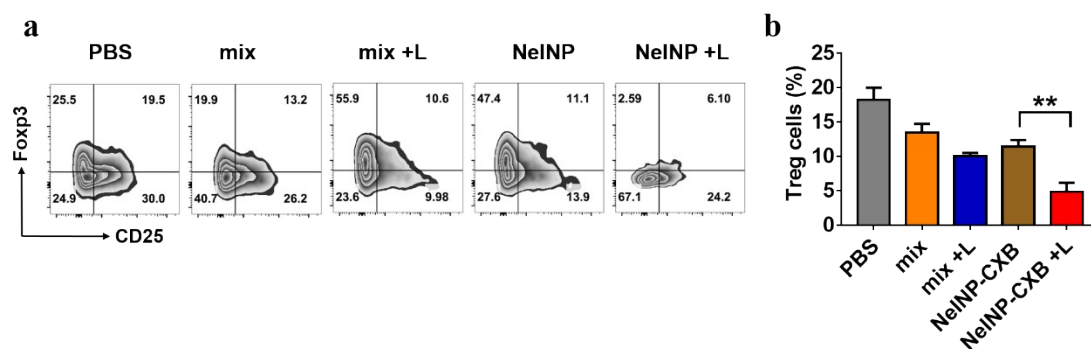 a
PBS mix mix +L NeINP NeINP +L
25.5 19.5 19.9 13.2 55.9 10.6 47.4 11.1 2.59 6.10
24.9 30.0 40.7 26.2 23.6 9.98 27.6 13.9 67.1 24.2
Foxp3
CD25
b
Treg cells (%)
25
20
15
10
5
0
**
PBS
mix
mix +L
NeINP-CXB
NeINP-CXB +L